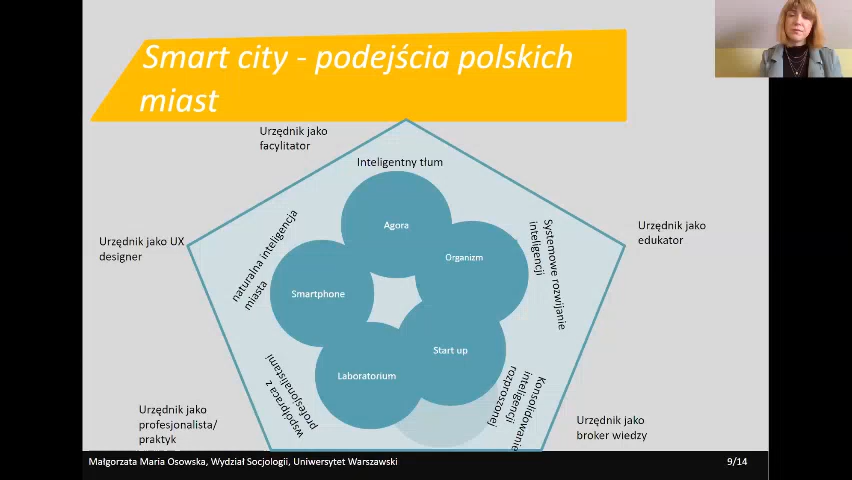 Smart city - podejścia polskich
miast
Urzędnik jako
facylitator
Inteligentny tłum
Agora
Urzędnik jako UX
designer
naturalna inteligencja
miasta
Systemowe rozwijanie
inteligencji
Urzędnik jako
edukator
Organizm
Smartphone
Start up
Laboratorium
współpraca z
profesjonalistami
Konsolidowanie
inteligencji
rozproszonej
Urzędnik jako
profesjonalista/
praktyk
Urzędnik jako
broker wiedzy
Małgorzata Maria Osowska, Wydział Socjologii, Uniwersytet Warszawski
9/14